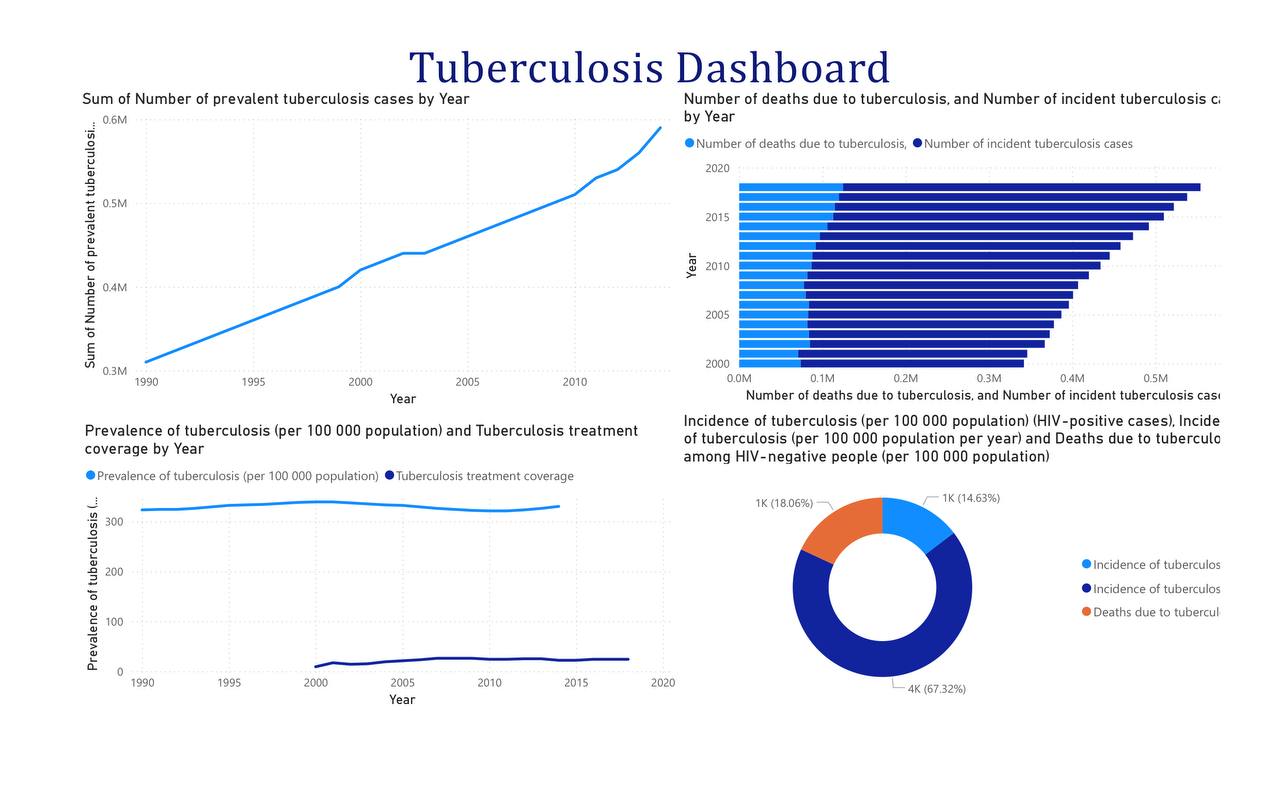 Tuberculosis Dashboard
Sum of Number of prevalent tuberculosis cases by Year
Sum of Number of prevalent tuberculosi...
0.6M
0.5M
0.4M
0.3M
1990 1995 2000 2005 2010
Year
Number of deaths due to tuberculosis, and Number of incident tuberculosis ca
by Year
Number of deaths due to tuberculosis, Number of incident tuberculosis cases
Year
2020
2015
2010
2005
2000
0.0M 0.1M 0.2M 0.3M 0.4M 0.5M
Number of deaths due to tuberculosis, and Number of incident tuberculosis case
Prevalence of tuberculosis (per 100 000 population) and Tuberculosis treatment
coverage by Year
Prevalence of tuberculosis (per 100 000 population) Tuberculosis treatment coverage
Prevalence of tuberculosis (...
300
200
100
0
1990 1995 2000 2005 2010 2015 2020
Year
Incidence of tuberculosis (per 100 000 population) (HIV-positive cases), Incide
of tuberculosis (per 100 000 population per year) and Deaths due to tuberculo
among HIV-negative people (per 100 000 population)
1K (18.06%)
1K (14.63%)
4K (67.32%)
Incidence of tuberculos
Incidence of tuberculos
Deaths due to tubercul